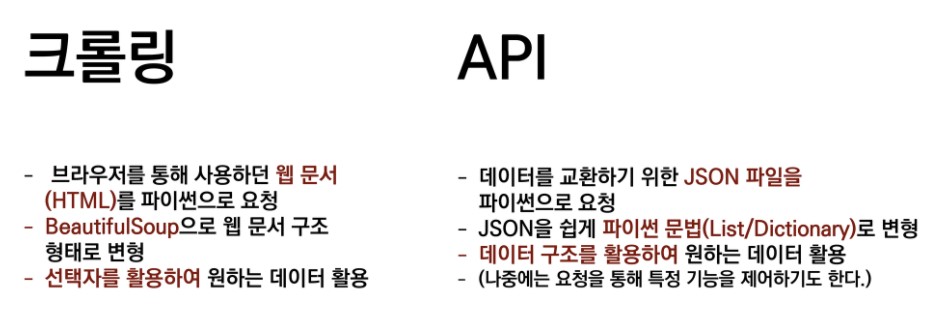 크롤링
- 브라우저를 통해 사용하던 웹 문서
(HTML)를 파이썬으로 요청
- BeautifulSoup으로 웹 문서 구조
형태로 변형
- 선택자를 활용하여 원하는 데이터 활용
API
- 데이터를 교환하기 위한 JSON 파일을
파이썬으로 요청
- JSON을 쉽게 파이썬 문법(List/Dictionary)로 변형
- 데이터 구조를 활용하여 원하는 데이터 활용
- (나중에는 요청을 통해 특정 기능을 제어하기도 한다.)